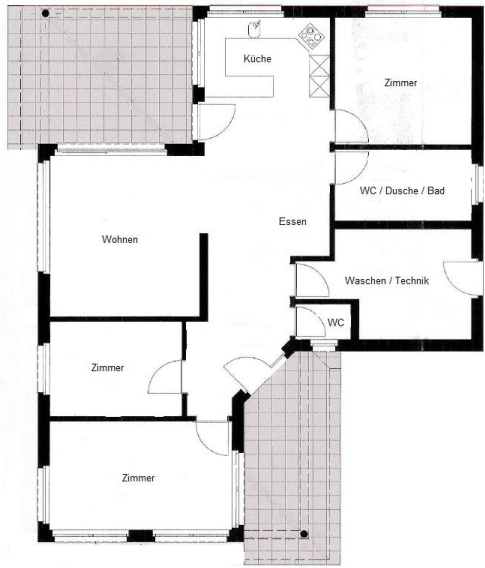 Küche
Zimmer
WC / Dusche / Bad
Essen
Wohnen
Waschen / Technik
WC
Zimmer
Zimmer